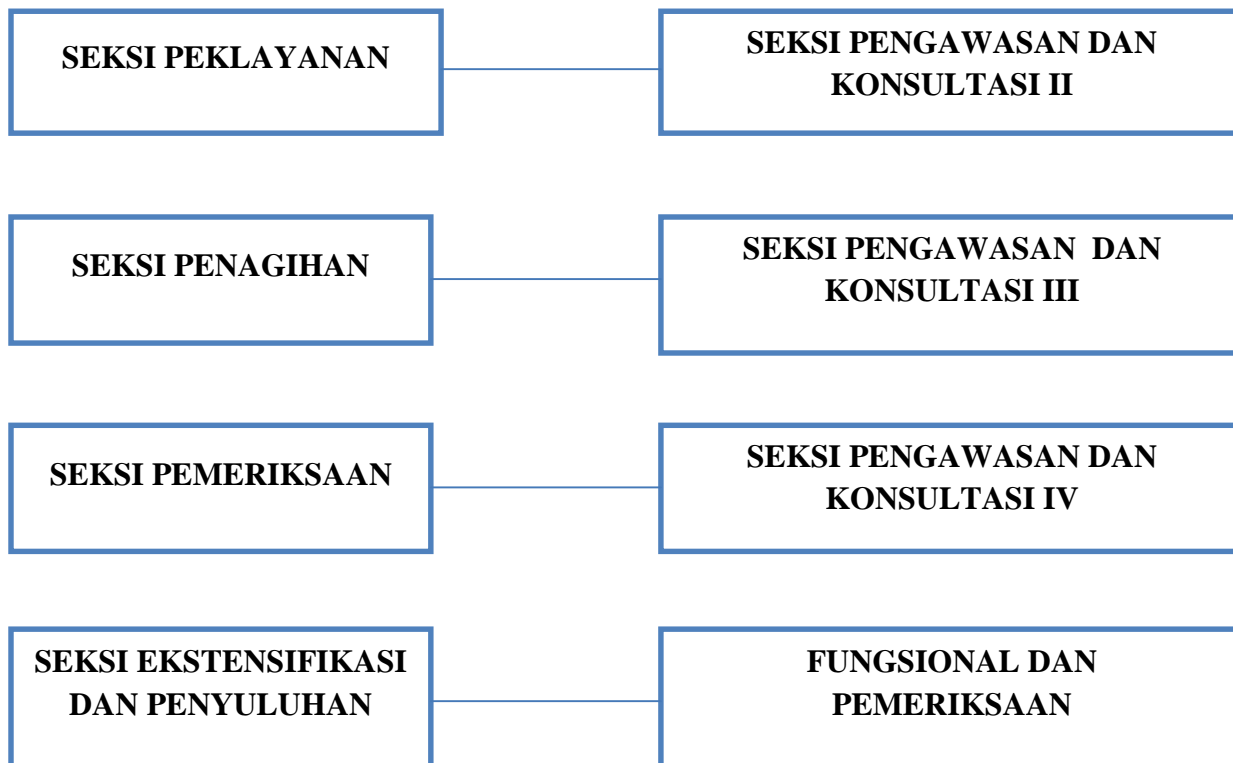 SEKSI PEKLAYANAN
SEKSI PENGAWASAN DAN
KONSULTASI II
SEKSI PENAGIHAN
SEKSI PENGAWASAN  DAN
KONSULTASI III
SEKSI PEMERIKSAAN
SEKSI PENGAWASAN DAN
KONSULTASI IV
SEKSI EKSTENSIFIKASI
DAN PENYULUHAN
FUNGSIONAL DAN
PEMERIKSAAN